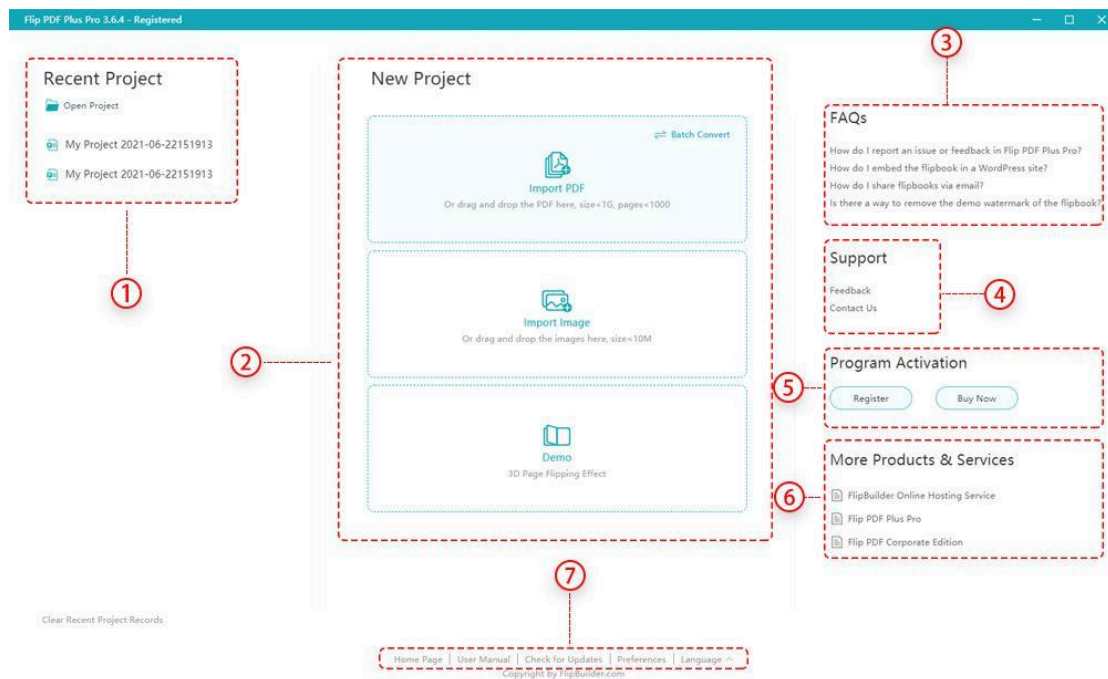 Flip PDF Plus Pro 3.6.4 - Registered
Recent Project
Open Project
My Project 2021-06-22151913
My Project 2021-06-22151913
1
New Project
Batch Convert
Import PDF
Or drag and drop the PDF here, size<1G, pages<1000
Import Image
Or drag and drop the images here, size<10M
Demo
3D Page Flipping Effect
2
3
FAQs
How do I report an issue or feedback in Flip PDF Plus Pro?
How do I embed the flipbook in a WordPress site?
How do I share flipbooks via email?
Is there a way to remove the demo watermark of the flipbook?
Support
Feedback
Contact Us
4
Program Activation
Register
Buy Now
5
More Products & Services
FlipBuilder Online Hosting Service
Flip PDF Plus Pro
Flip PDF Corporate Edition
6
7
Clear Recent Project Records
Home Page | User Manual | Check for Updates | Preferences | Language
Copyright by FlipBuilder.com